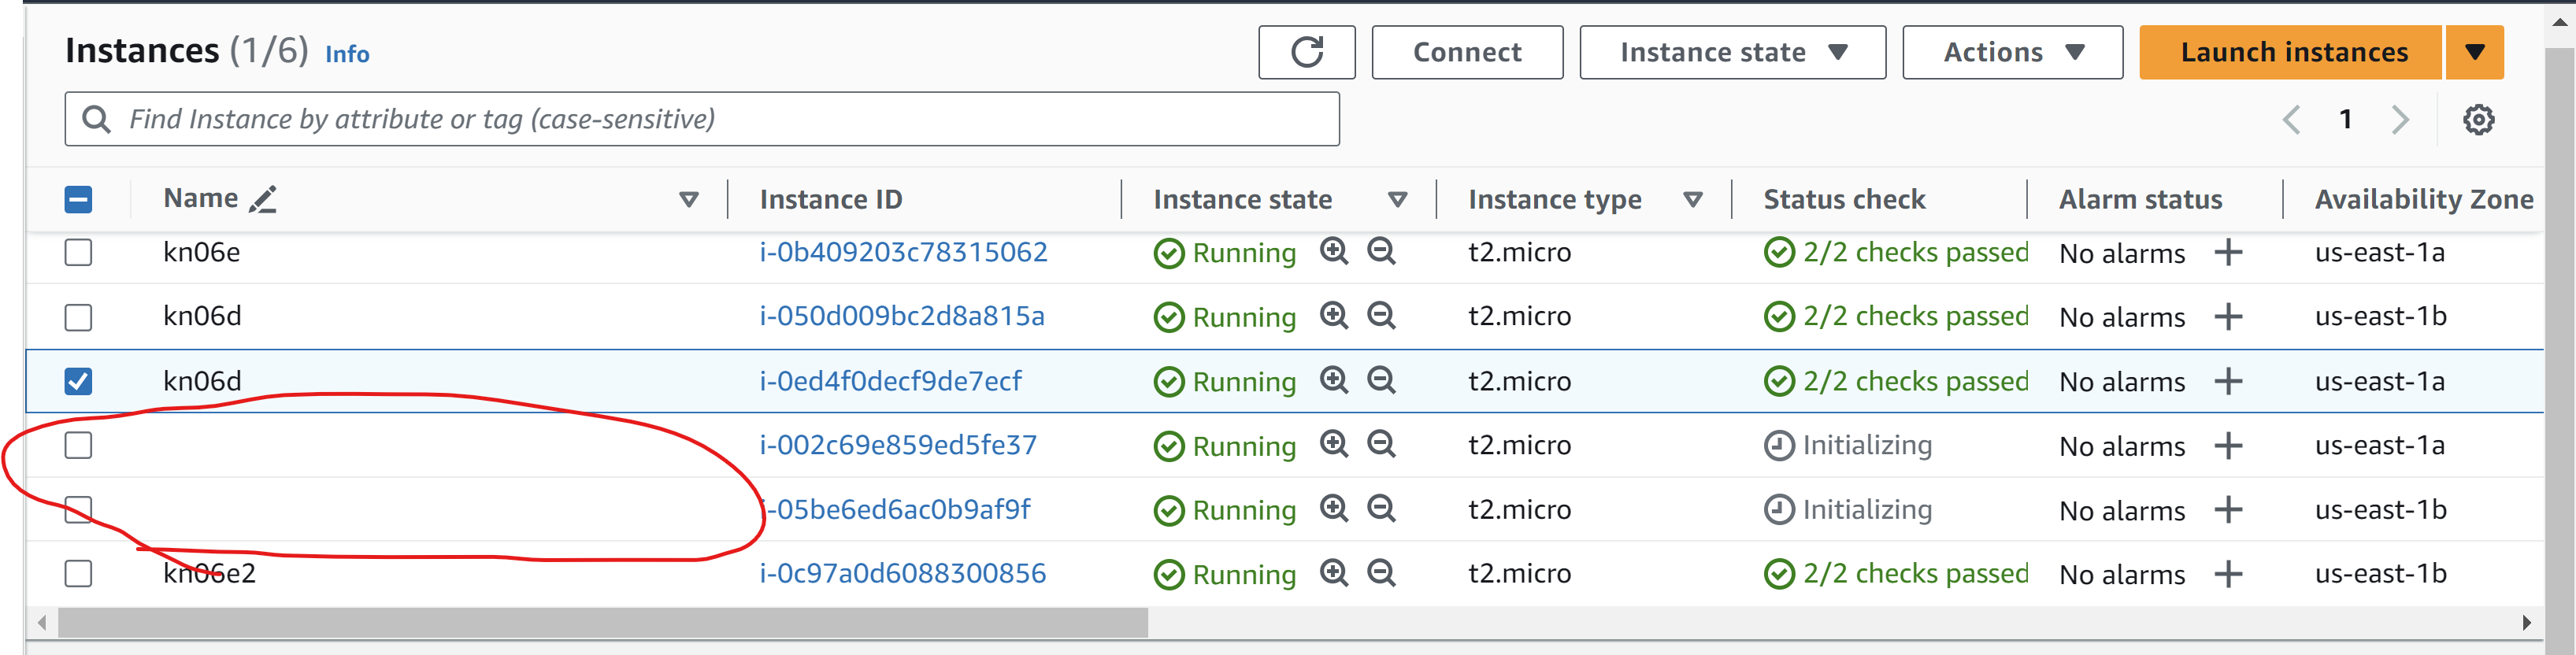 Instances (1/6) Info Connect Instance state Actions Launch instances
Find Instance by attribute or tag (case-sensitive) 1
Name Instance ID Instance state Instance type Status check Alarm status Availability Zone
kn06e i-0b409203c78315062 Running t2.micro 2/2 checks passed No alarms us-east-1a
kn06d i-050d009bc2d8a815a Running t2.micro 2/2 checks passed No alarms us-east-1b
kn06d i-0ed4f0decf9de7ecf Running t2.micro 2/2 checks passed No alarms us-east-1a
i-002c69e859ed5fe37 Running t2.micro Initializing No alarms us-east-1a
i-05be6ed6ac0b9af9f Running t2.micro Initializing No alarms us-east-1b
kn06e2 i-0c97a0d6088300856 Running t2.micro 2/2 checks passed No alarms us-east-1b